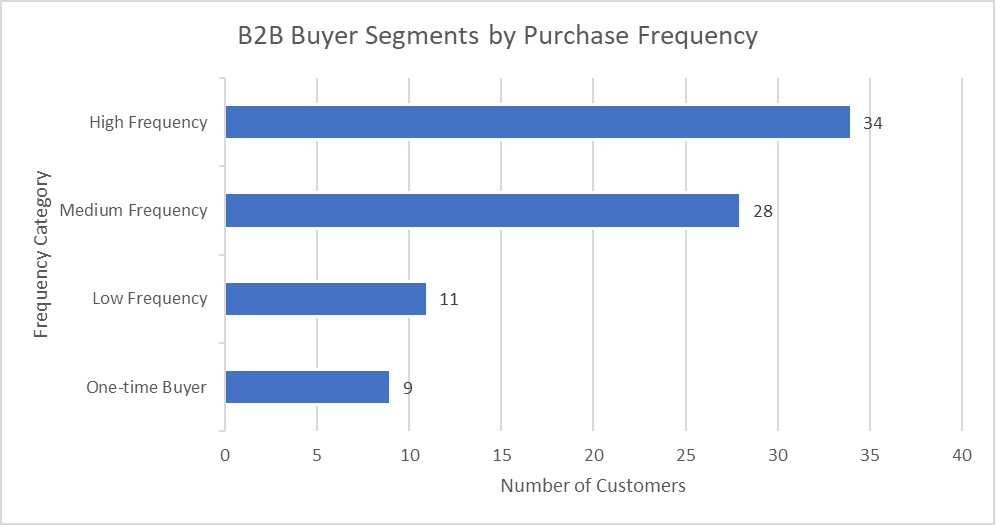 B2B Buyer Segments by Purchase Frequency
Frequency Category
High Frequency
34
Medium Frequency
28
Low Frequency
11
One-time Buyer
9
0 5 10 15 20 25 30 35 40
Number of Customers